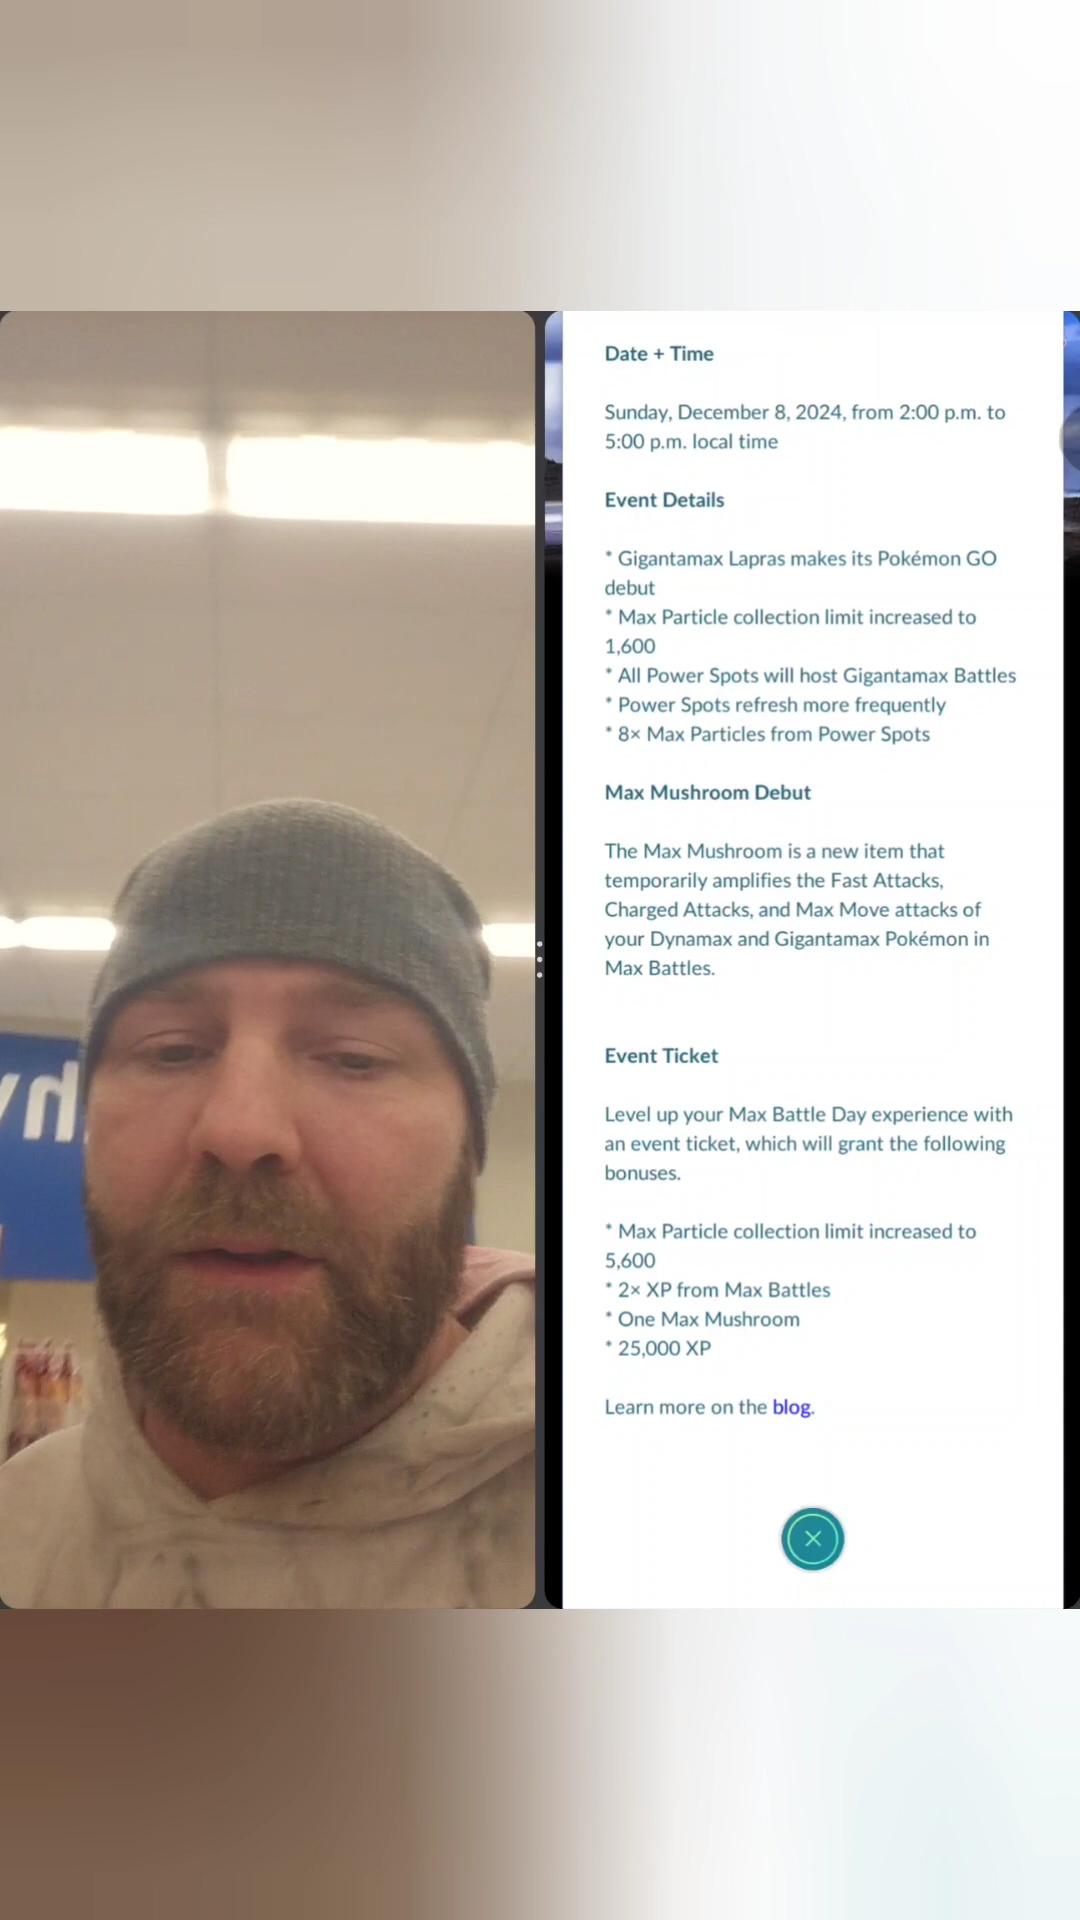 Date + Time
Sunday, December 8, 2024, from 2:00 p.m. to
5:00 p.m. local time
Event Details
* Gigantamax Lapras makes its Pokémon GO
debut
* Max Particle collection limit increased to
1,600
* All Power Spots will host Gigantamax Battles
* Power Spots refresh more frequently
* 8× Max Particles from Power Spots
Max Mushroom Debut
The Max Mushroom is a new item that
temporarily amplifies the Fast Attacks,
Charged Attacks, and Max Move attacks of
your Dynamax and Gigantamax Pokémon in
Max Battles.
Event Ticket
Level up your Max Battle Day experience with
an event ticket, which will grant the following
bonuses.
* Max Particle collection limit increased to
5,600
* 2× XP from Max Battles
* One Max Mushroom
* 25,000 XP
Learn more on the blog.